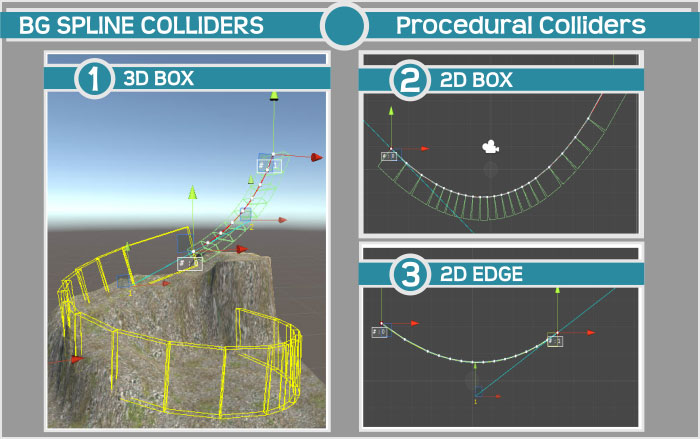 BG SPLINE COLLIDERS
Procedural Colliders
1 3D BOX
2 2D BOX
3 2D EDGE